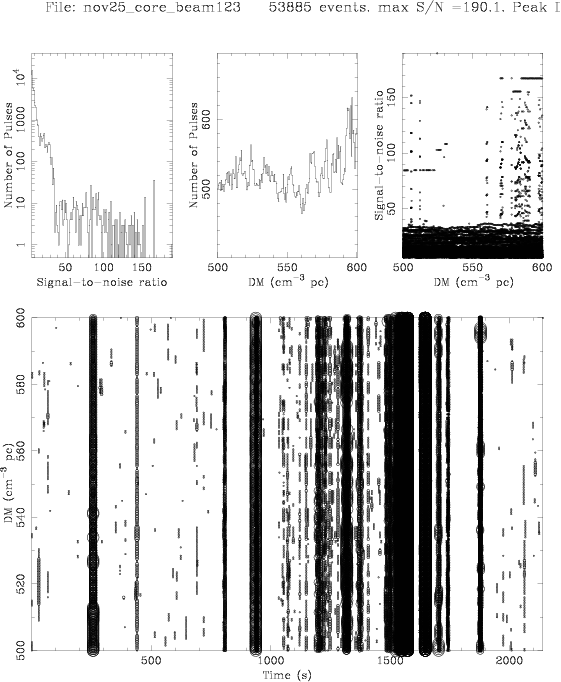 File: nov25_core_beam123 53885 events. max S/N =190.1. Peak
Number of Pulses
1 10 100 1000 10⁴
50 100 150
Signal-to-noise ratio
Number of Pulses
500 600
500 550 600
DM (cm⁻³ pc)
Signal-to-noise ratio
50 100 150
500 550 600
DM (cm⁻³ pc)
DM (cm⁻³ pc)
500 520 540 560 580 600
500 1000 1500 2000
Time (s)